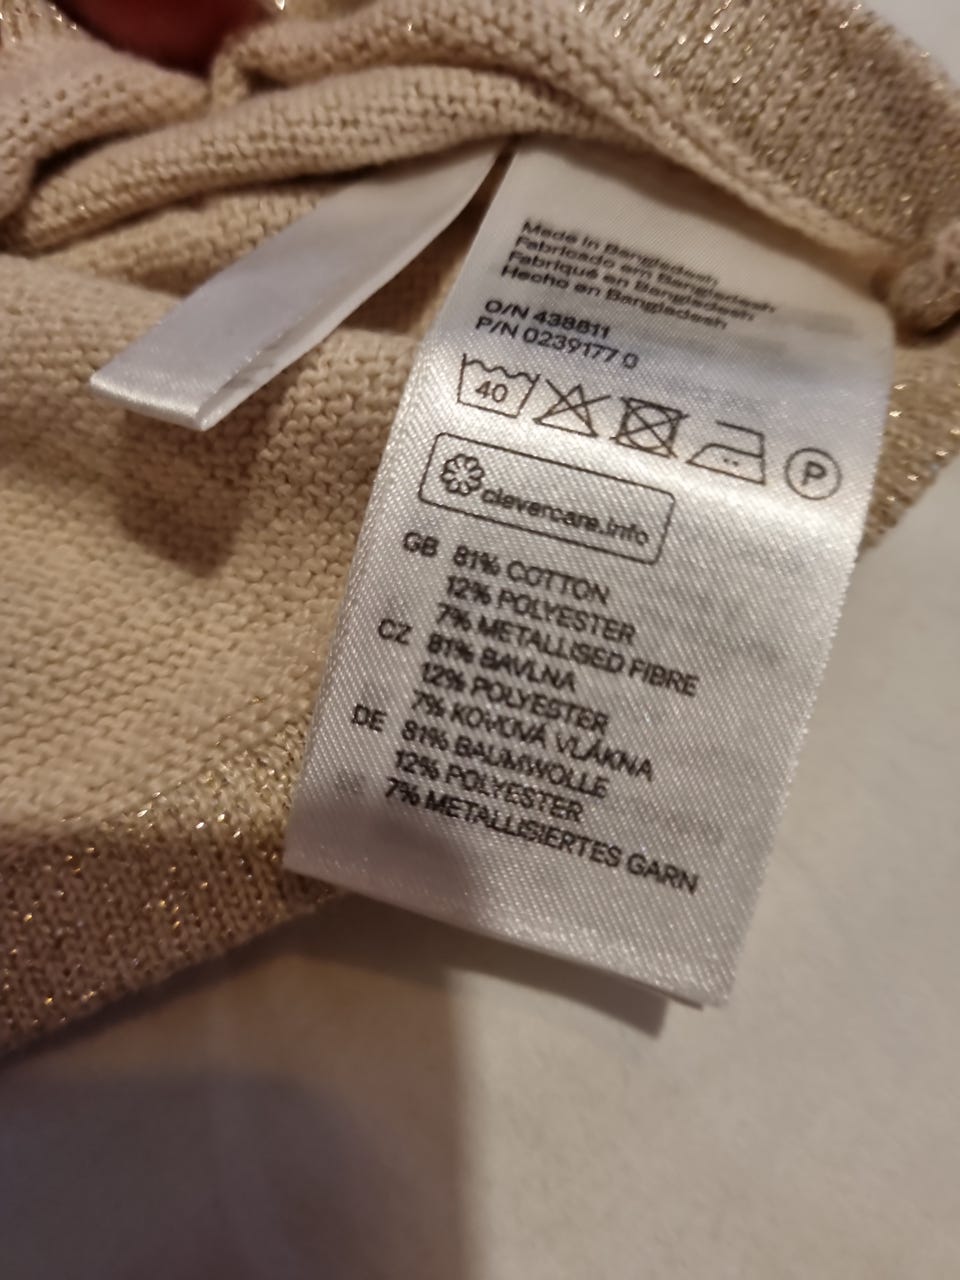 Made in Bangladesh
Fabricado em Bangladesh
Fabriqué en Bangladesh
Hecho en Bangladesh
O/N 438811
P/N 0239177 0
40
P
clevercare.info
GB 81% COTTON
12% POLYESTER
7% METALLISED FIBRE
CZ 81% BAVLNA
12% POLYESTER
7% KOVOVÁ VLÁKNA
DE 81% BAUMWOLLE
12% POLYESTER
7% METALLISIERTES GARN